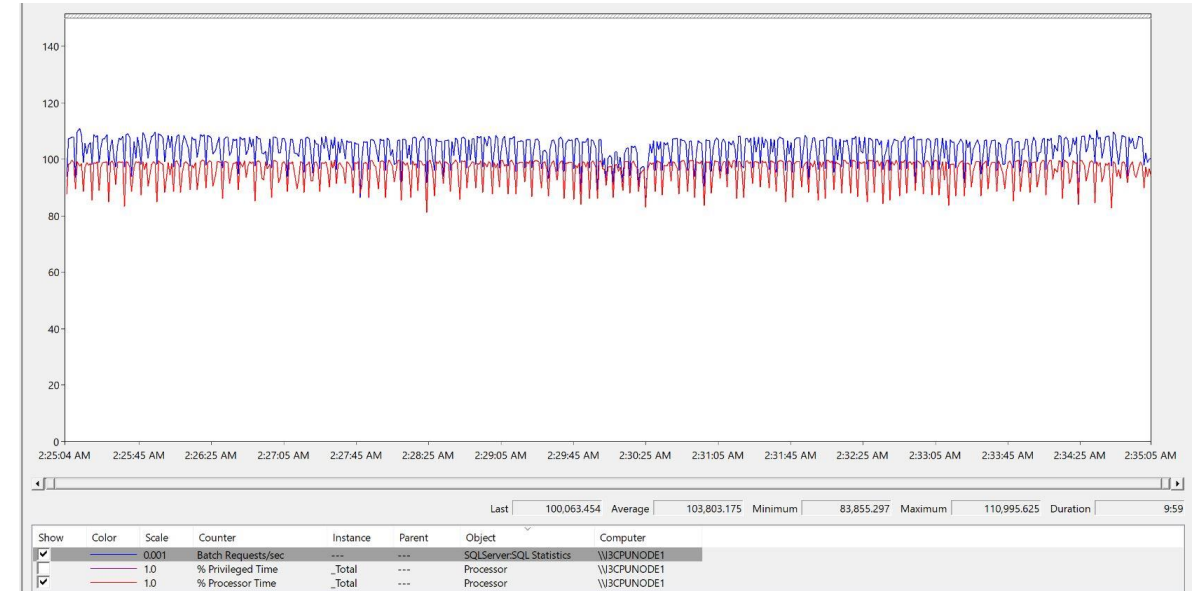 140
120
100
80
60
40
20
0
2:25:04 AM 2:25:45 AM 2:26:25 AM 2:27:05 AM 2:27:45 AM 2:28:25 AM 2:29:05 AM 2:29:45 AM 2:30:25 AM 2:31:05 AM 2:31:45 AM 2:32:25 AM 2:33:05 AM 2:33:45 AM 2:34:25 AM 2:35:05 AM
Last 100,063.454 Average 103,803.175 Minimum 83,855.297 Maximum 110,995.625 Duration 9:59
Show Color Scale Counter Instance Parent Object Computer
0.001 Batch Requests/sec --- --- SQLServer:SQL Statistics \\I3CPUNODE1
1.0 % Privileged Time _Total --- Processor \\I3CPUNODE1
1.0 % Processor Time _Total --- Processor \\I3CPUNODE1